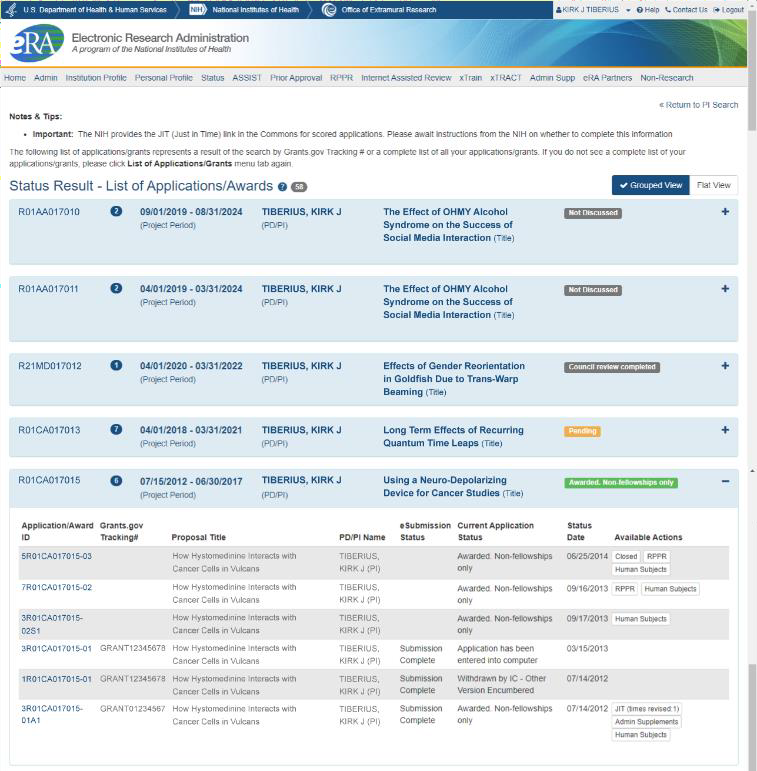 U.S. Department of Health & Human Services NIH National Institutes of Health Office of Extramural Research KIRK J TIBERIUS Help Contact Us Logout
eRA Electronic Research Administration
A program of the National Institutes of Health
Home Admin Institution Profile Personal Profile Status ASSIST Prior Approval RPPR Internet Assisted Review xTrain xTRACT Admin Supp eRA Partners Non-Research
« Return to PI Search
Notes & Tips:
• Important: The NIH provides the JIT (Just in Time) link in the Commons for scored applications. Please await instructions from the NIH on whether to complete this information
The following list of applications/grants represents a result of the search by Grants.gov Tracking # or a complete list of all your applications/grants. If you do not see a complete list of your
applications/grants, please click List of Applications/Grants menu tab again.
Status Result - List of Applications/Awards ? 58 Grouped View Flat View
R01AA017010 2 09/01/2019 - 08/31/2024 TIBERIUS, KIRK J The Effect of OHMY Alcohol Not Discussed +
(Project Period) (PD/PI) Syndrome on the Success of
Social Media Interaction (Title)
R01AA017011 2 04/01/2019 - 03/31/2024 TIBERIUS, KIRK J The Effect of OHMY Alcohol Not Discussed +
(Project Period) (PD/PI) Syndrome on the Success of
Social Media Interaction (Title)
R21MD017012 1 04/01/2020 - 03/31/2022 TIBERIUS, KIRK J Effects of Gender Reorientation Council review completed +
(Project Period) (PD/PI) in Goldfish Due to Trans-Warp
Beaming (Title)
R01CA017013 7 04/01/2018 - 03/31/2021 TIBERIUS, KIRK J Long Term Effects of Recurring Pending +
(Project Period) (PD/PI) Quantum Time Leaps (Title)
R01CA017015 6 07/15/2012 - 06/30/2017 TIBERIUS, KIRK J Using a Neuro-Depolarizing Awarded. Non-fellowships only −
(Project Period) (PD/PI) Device for Cancer Studies (Title)
Application/Award Grants.gov eSubmission Current Application Status
ID Tracking# Proposal Title PD/PI Name Status Status Date Available Actions
5R01CA017015-03 How Hystomedinine Interacts with TIBERIUS, Awarded. Non-fellowships 06/25/2014 Closed RPPR
Cancer Cells in Vulcans KIRK J (PI) only Human Subjects
7R01CA017015-02 How Hystomedinine Interacts with TIBERIUS, Awarded. Non-fellowships 09/16/2013 RPPR Human Subjects
Cancer Cells in Vulcans KIRK J (PI) only
3R01CA017015- How Hystomedinine Interacts with TIBERIUS, Awarded. Non-fellowships 09/17/2013 Human Subjects
02S1 Cancer Cells in Vulcans KIRK J (PI) only
3R01CA017015-01 GRANT12345678 How Hystomedinine Interacts with TIBERIUS, Submission Application has been 03/15/2013
Cancer Cells in Vulcans KIRK J (PI) Complete entered into computer
1R01CA017015-01 GRANT12345678 How Hystomedinine Interacts with TIBERIUS, Submission Withdrawn by IC - Other 07/14/2012
Cancer Cells in Vulcans KIRK J (PI) Complete Version Encumbered
3R01CA017015- GRANT01234567 How Hystomedinine Interacts with TIBERIUS, Submission Awarded. Non-fellowships 07/14/2012 JIT (times revised:1)
01A1 Cancer Cells in Vulcans KIRK J (PI) Complete only Admin Supplements
Human Subjects